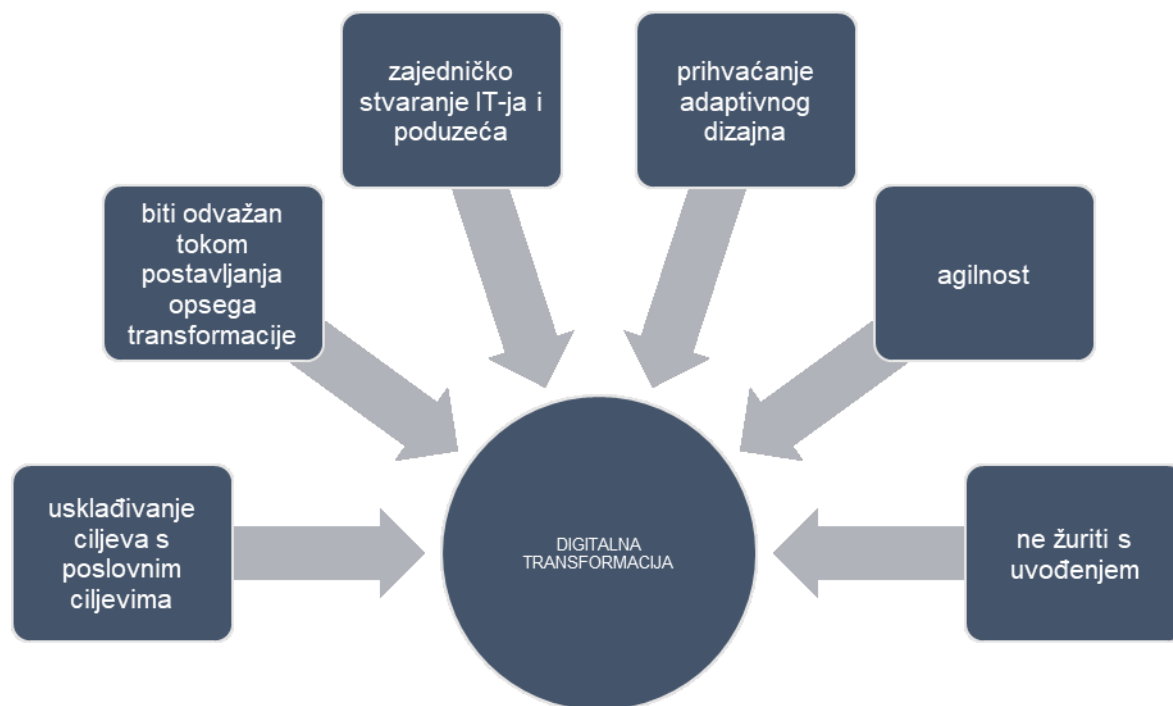 zajedničko
stvaranje IT-ja i
poduzeća
prihvaćanje
adaptivnog
dizajna
biti odvažan
tokom
postavljanja
opsega
transformacije
agilnost
usklađivanje
ciljeva s
poslovnim
ciljevima
DIGITALNA
TRANSFORMACIJA
ne žuriti s
uvođenjem